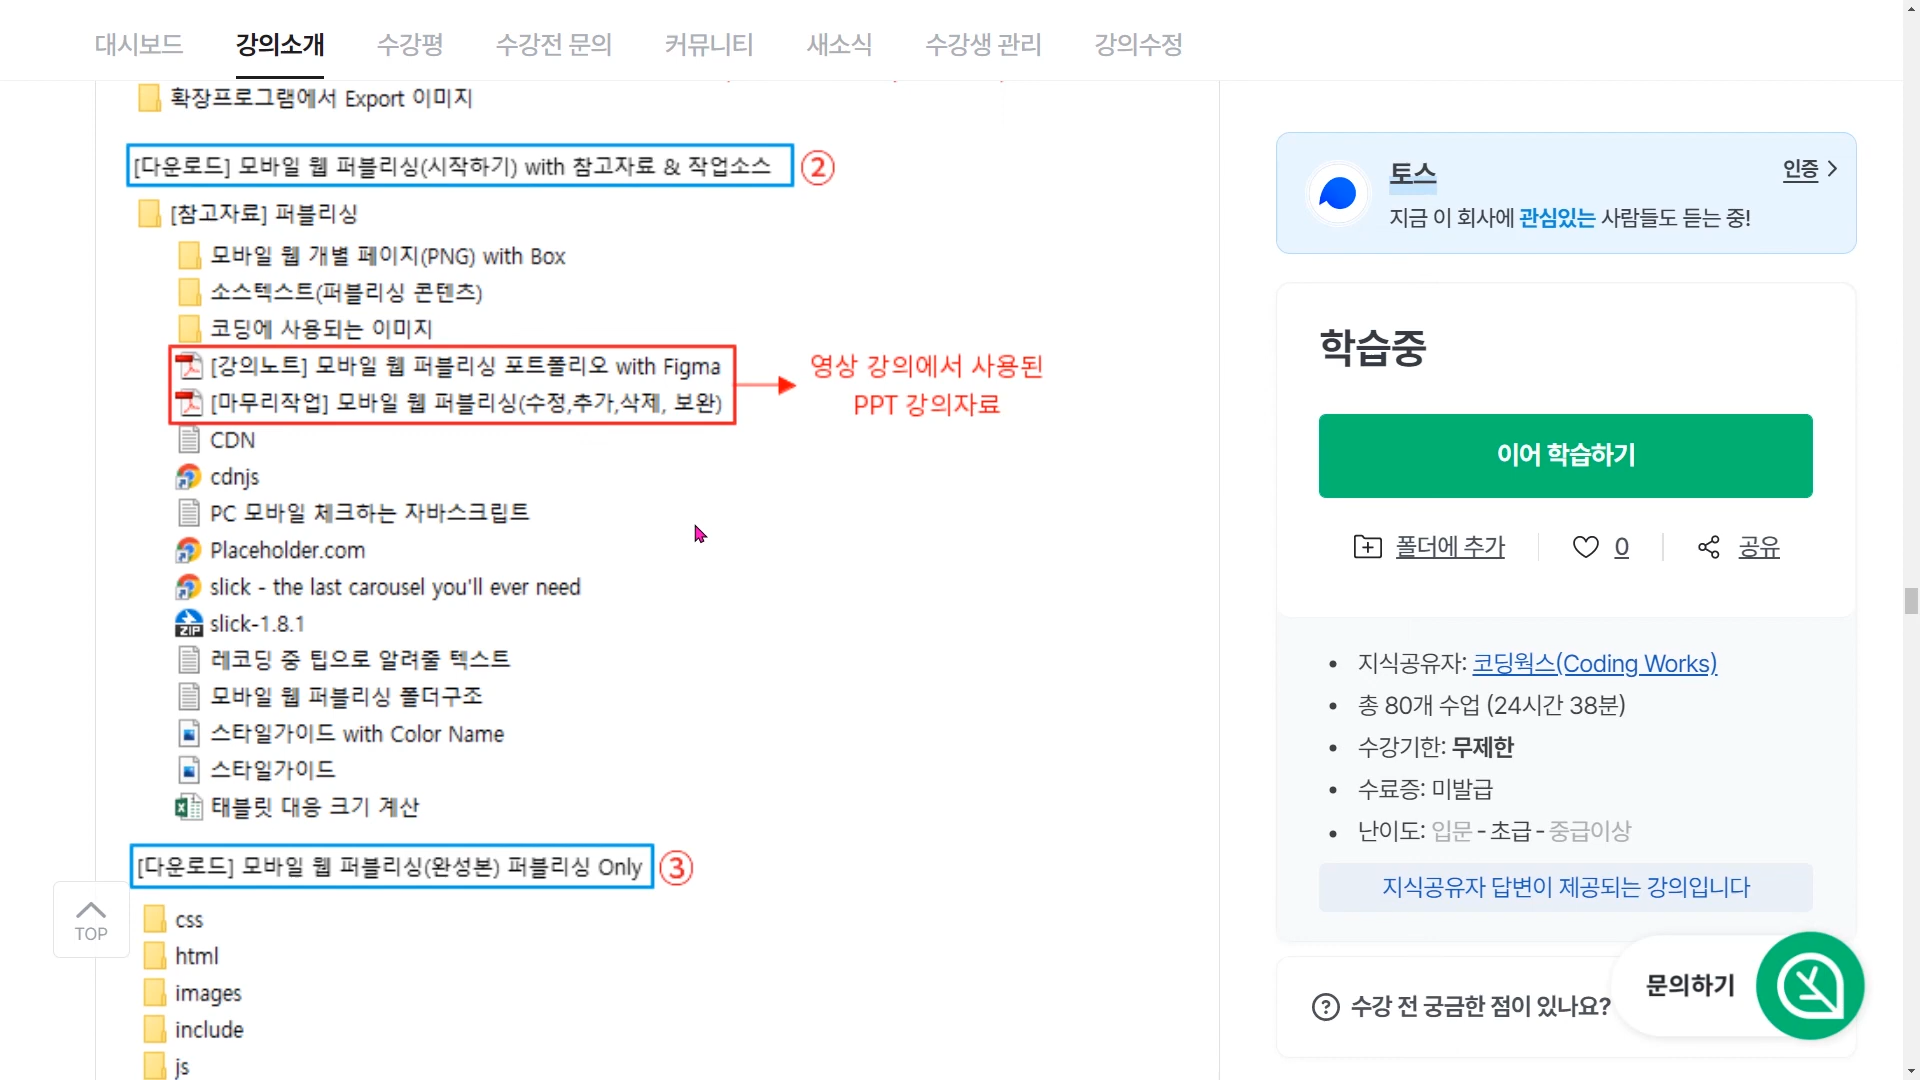 대시보드
강의소개
수강평
수강전 문의
커뮤니티
새소식
수강생 관리
강의수정
확장프로그램에서 Export 이미지
[다운로드] 모바일 웹 퍼블리싱(시작하기) with 참고자료 & 작업소스 ②
[참고자료] 퍼블리싱
모바일 웹 개별 페이지(PNG) with Box
소스텍스트(퍼블리싱 콘텐츠)
코딩에 사용되는 이미지
[강의노트] 모바일 웹 퍼블리싱 포트폴리오 with Figma
[마무리작업] 모바일 웹 퍼블리싱(수정,추가,삭제, 보완)
영상 강의에서 사용된
PPT 강의자료
CDN
cdnjs
PC 모바일 체크하는 자바스크립트
Placeholder.com
slick - the last carousel you'll ever need
ZIP slick-1.8.1
레코딩 중 팁으로 알려줄 텍스트
모바일 웹 퍼블리싱 폴더구조
스타일가이드 with Color Name
스타일가이드
태블릿 대응 크기 계산
[다운로드] 모바일 웹 퍼블리싱(완성본) 퍼블리싱 Only ③
css
html
images
include
js
TOP
토스
인증
지금 이 회사에 관심있는 사람들도 듣는 중!
학습중
이어 학습하기
폴더에 추가
0
공유
• 지식공유자: 코딩웍스(Coding Works)
• 총 80개 수업 (24시간 38분)
• 수강기한: 무제한
• 수료증: 미발급
• 난이도: 입문 - 초급 - 중급이상
지식공유자 답변이 제공되는 강의입니다
수강 전 궁금한 점이 있나요?
문의하기